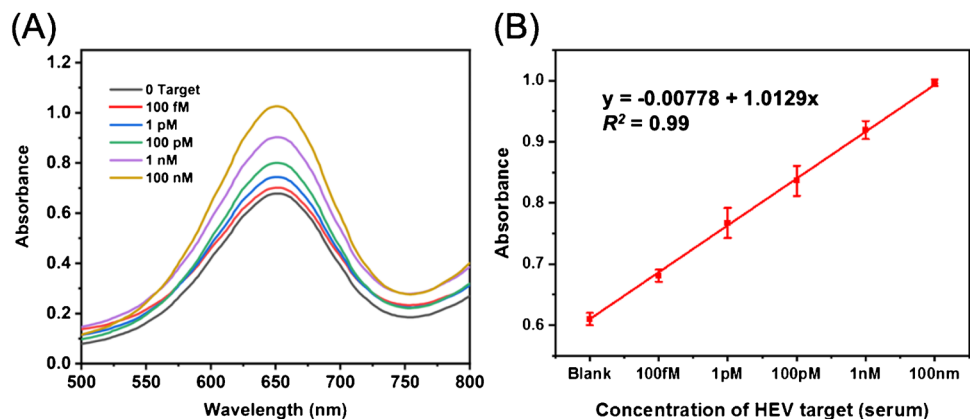 (A)
1.2
1.0
0.8
0.6
0.4
0.2
0.0
Absorbance
0 Target
100 fM
1 pM
100 pM
1 nM
100 nM
500 550 600 650 700 750 800
Wavelength (nm)
(B)
1.0
0.9
0.8
0.7
0.6
Absorbance
y = -0.00778 + 1.0129x
R² = 0.99
Blank 100fM 1pM 100pM 1nM 100nm
Concentration of HEV target (serum)